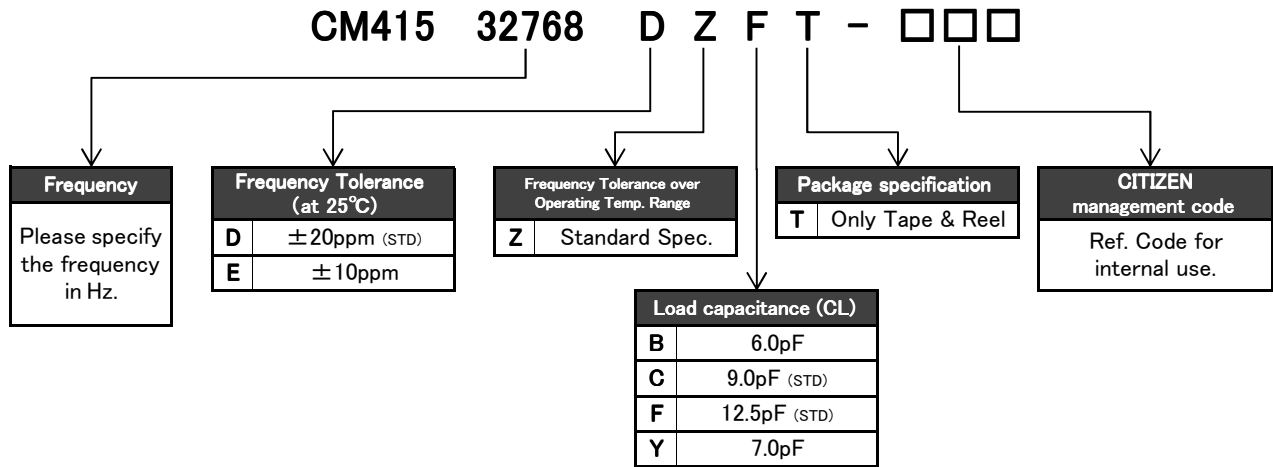 CM415 32768 D Z F T - □□□
Frequency
Please specify
the frequency
in Hz.
Frequency Tolerance
(at 25℃)
D ±20ppm (STD)
E ±10ppm
Frequency Tolerance over
Operating Temp. Range
Z Standard Spec.
Package specification
T Only Tape & Reel
CITIZEN
management code
Ref. Code for
internal use.
Load capacitance (CL)
B 6.0pF
C 9.0pF (STD)
F 12.5pF (STD)
Y 7.0pF